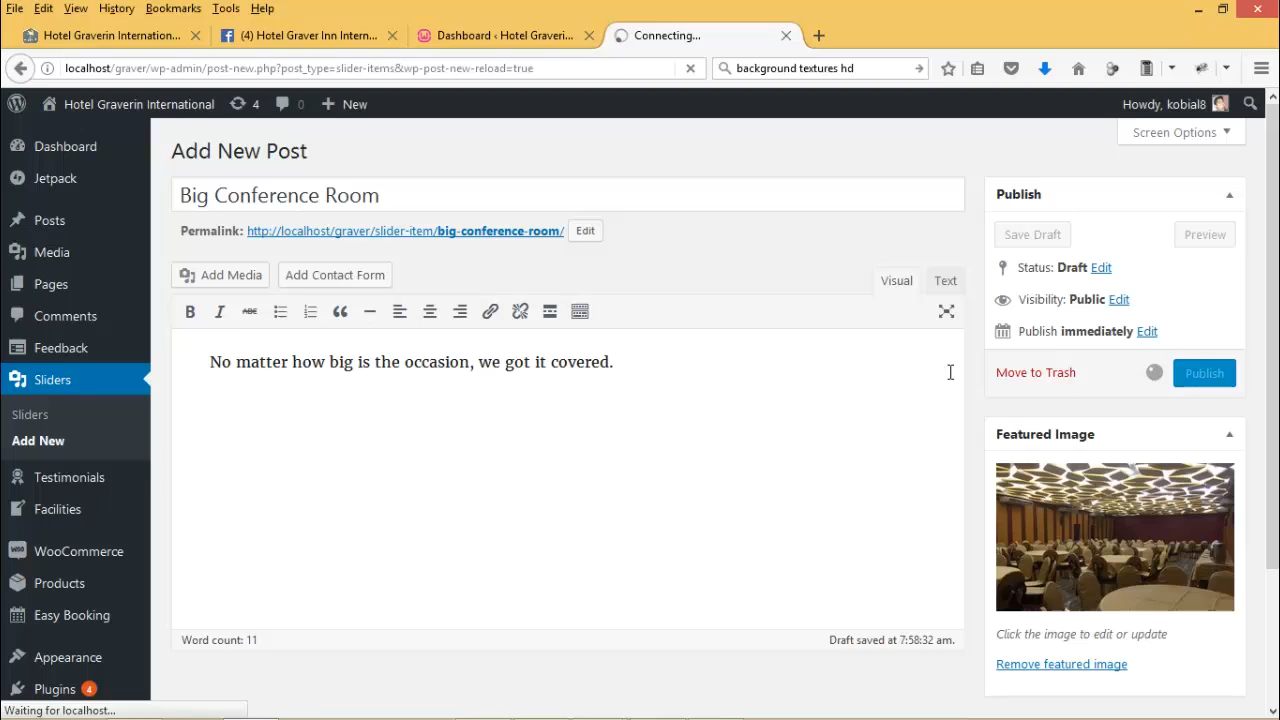 File Edit View History Bookmarks Tools Help
Hotel Graverin Internation... (4) Hotel Graver Inn Intern... Dashboard ‹ Hotel Graveri... Connecting...
localhost/graver/wp-admin/post-new.php?post_type=slider-items&wp-post-new-reload=true background textures hd
Hotel Graverin International 4 0 New Howdy, kobial8
Screen Options
Dashboard
Jetpack
Posts
Media
Pages
Comments
Feedback
Sliders
Sliders
Add New
Testimonials
Facilities
WooCommerce
Products
Easy Booking
Appearance
Plugins 4
Add New Post
Big Conference Room
Permalink: http://localhost/graver/slider-item/big-conference-room/ Edit
Add Media Add Contact Form
Visual Text
B I ABC
No matter how big is the occasion, we got it covered.
Word count: 11 Draft saved at 7:58:32 am.
Publish
Save Draft Preview
Status: Draft Edit
Visibility: Public Edit
Publish immediately Edit
Move to Trash Publish
Featured Image
Click the image to edit or update
Remove featured image
Waiting for localhost...